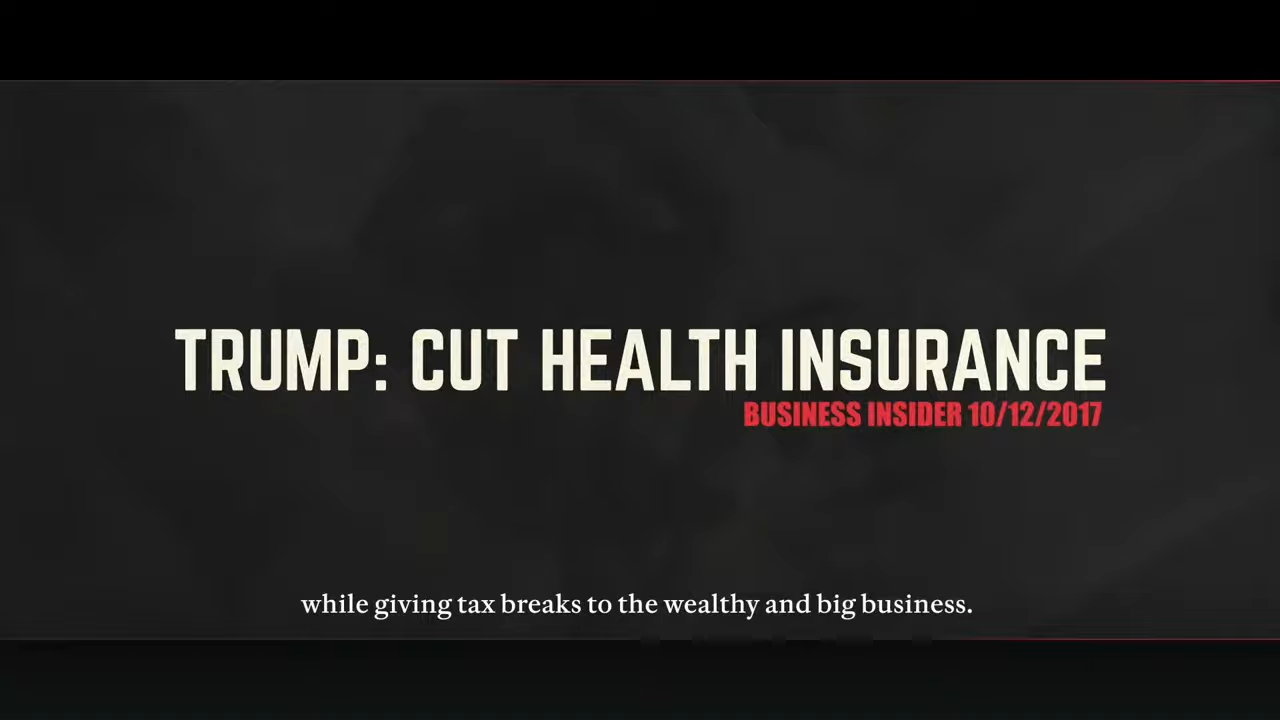 TRUMP: CUT HEALTH INSURANCE
BUSINESS INSIDER 10/12/2017
while giving tax breaks to the wealthy and big business.